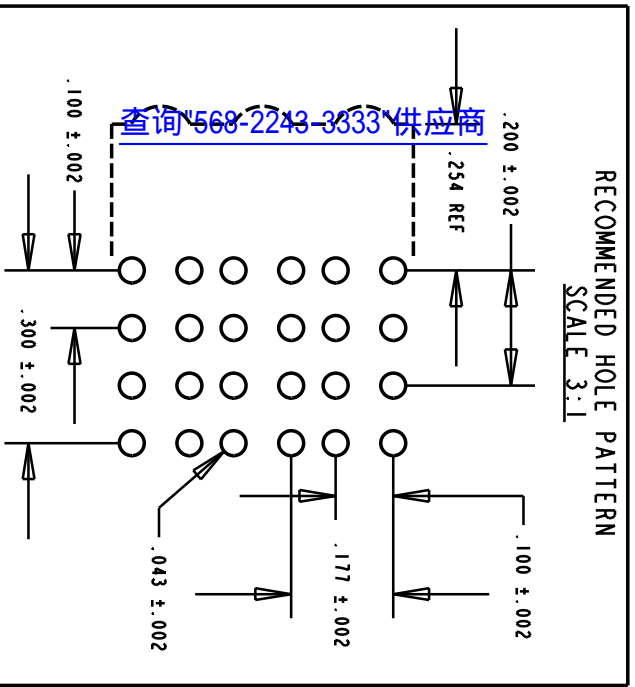 RECOMMENDED HOLE PATTERN
SCALE 3:1
.200 ±.002
.254 REF
.100 ±.002
.300 ±.002
.100 ±.002
.177 ±.002
.043 ±.002
查询"568-2243-3333"供应商